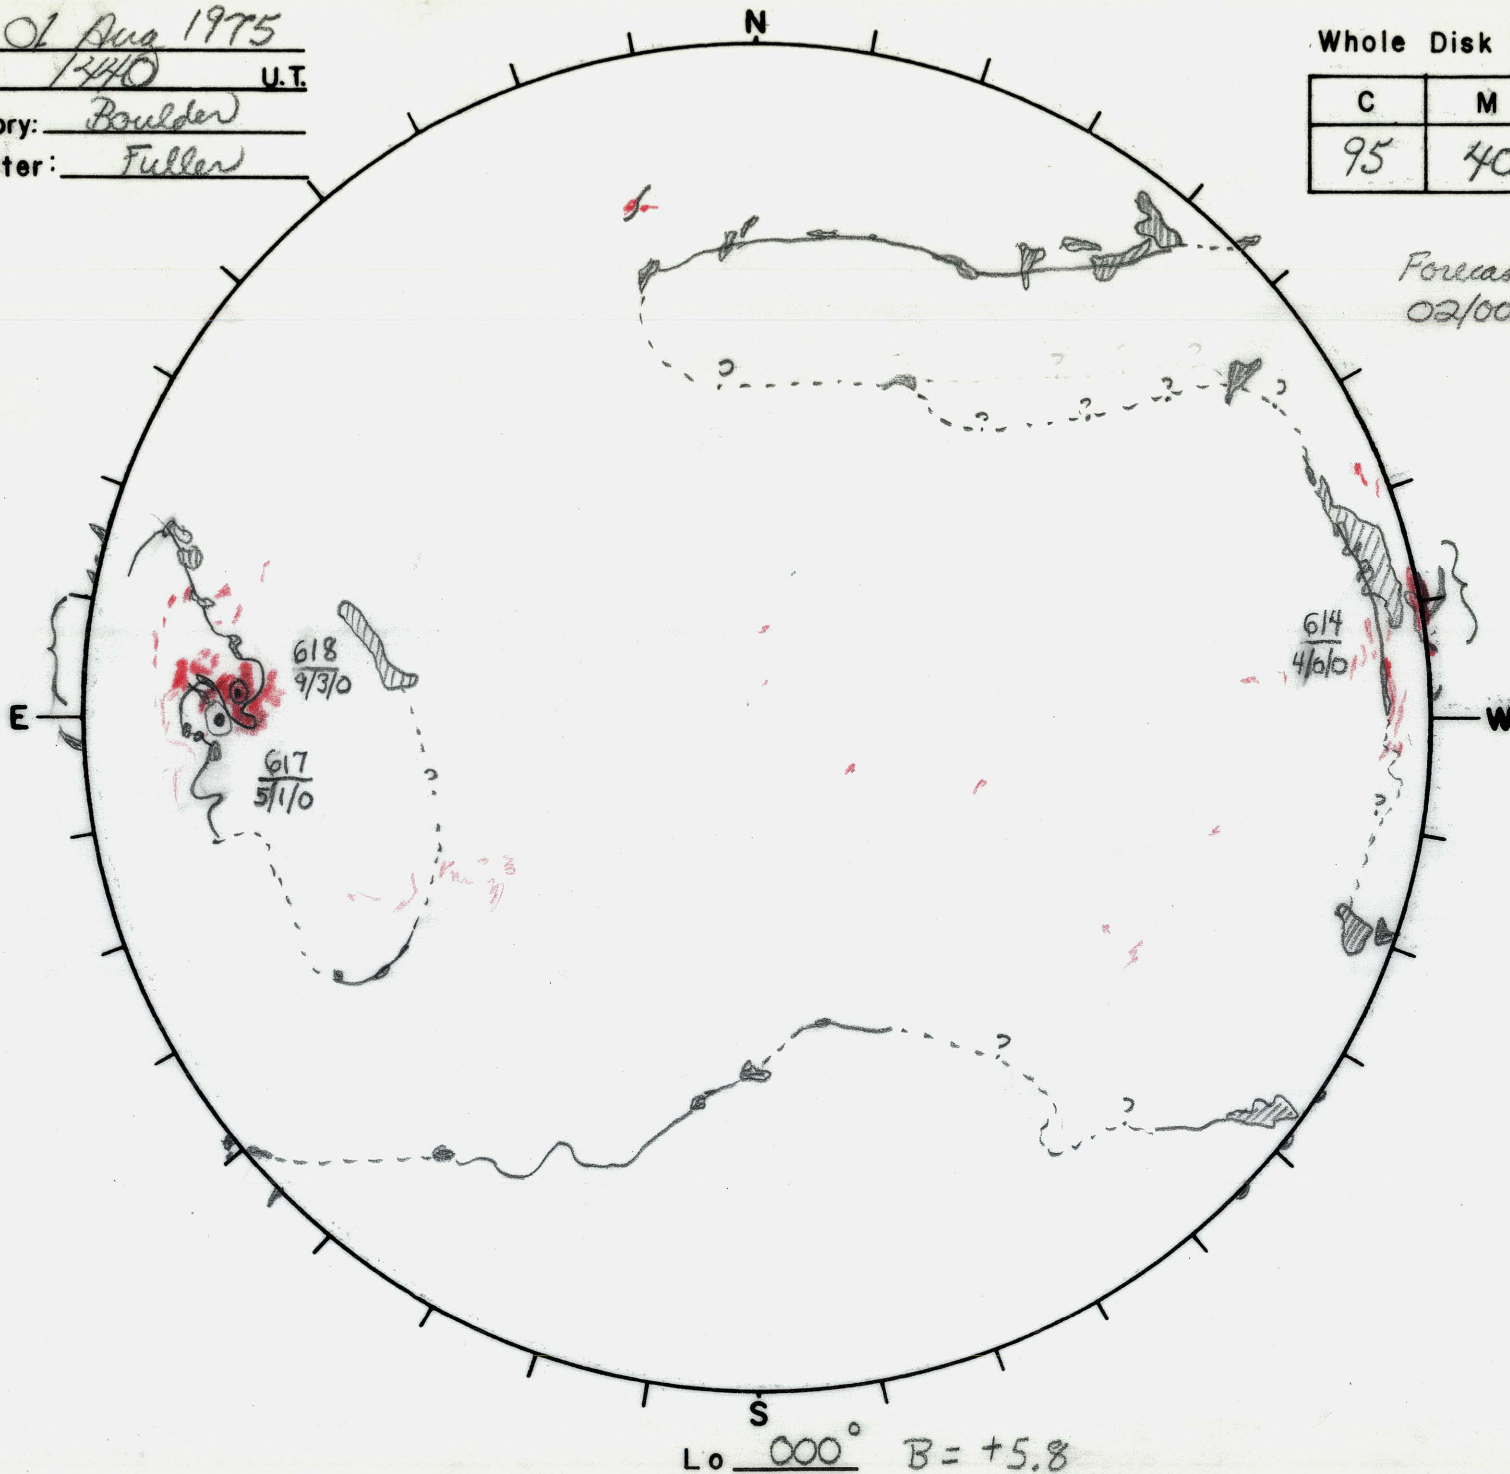 01 Aug 1975
1440 U.T.
ory: Boulder
ter: Fuller
N
Whole Disk
C M
95 40
Forecas
02/00
?
? ? ? ?
?
618
9/3/0
614
4/0/0
E
W
617
5/1/0
?
?
?
?
S
Lo 000° B = +5.8